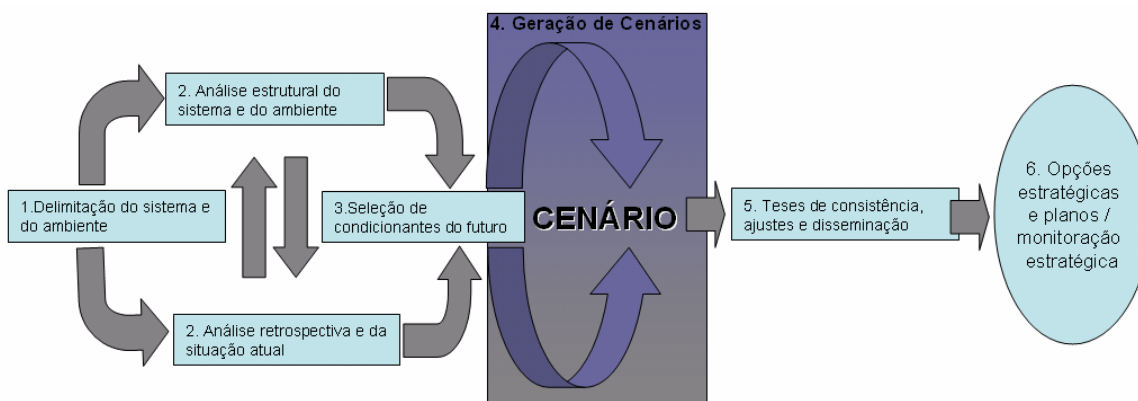 4. Geração de Cenários
2. Análise estrutural do
sistema e do ambiente
1.Delimitação do sistema e
do ambiente
3.Seleção de
condicionantes do futuro
2. Análise retrospectiva e da
situação atual
CENÁRIO
5. Teses de consistência,
ajustes e disseminação
6. Opções
estratégicas
e planos /
monitoração
estratégica